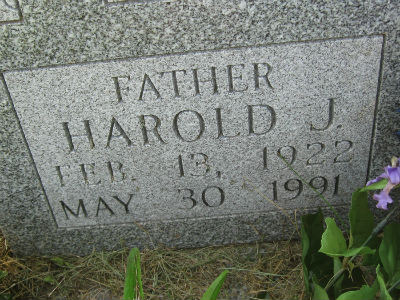 FATHER
HAROLD J.
FEB. 13, 1922
MAY 30 1991